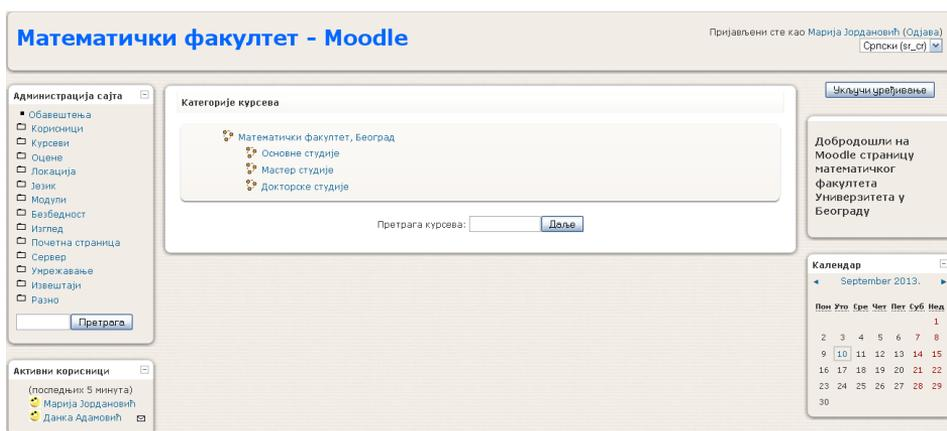 Математички факултет - Moodle
Пријављени сте као Марија Јордановић (Одјава)
Српски (sr_cr)
Администрација сајта
Обавештења
Корисници
Курсеви
Оцене
Локација
Језик
Модули
Безбедност
Изглед
Почетна страница
Сервер
Умрежавање
Извештаји
Разно
Претрага
Активни корисници
(последњих 5 минута)
Марија Јордановић
Данка Адамовић
Категорије курсева
Математички факултет, Београд
Основне студије
Мастер студије
Докторске студије
Претрага курсева: Даље
Укључи уређивање
Добродошли на
Moodle страницу
математичког
факултета
Универзитета у
Београду
Календар
◄ September 2013. ►
Пон Уто Сре Чет Пет Суб Нед
1
2 3 4 5 6 7 8
9 10 11 12 13 14 15
16 17 18 19 20 21 22
23 24 25 26 27 28 29
30